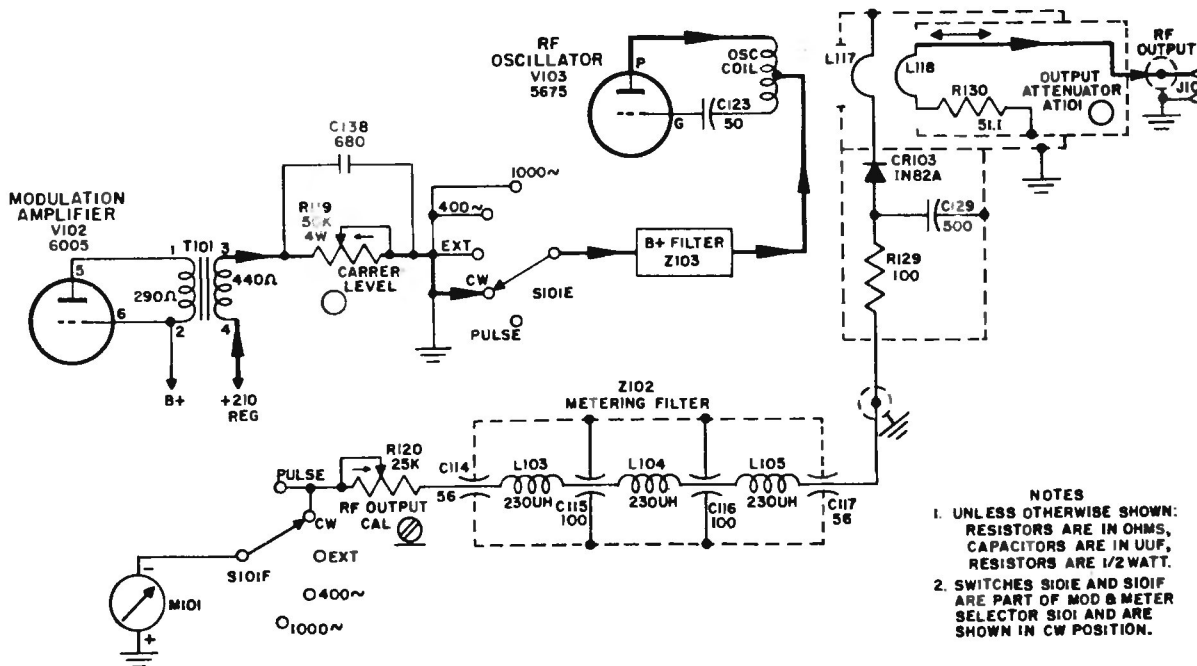 RF
OSCILLATOR
V103
5675
P
G
OSC
COIL
C123
50
L117
L118
R130
51.1
OUTPUT
ATTENUATOR
AT101
RF
OUTPUT
J10
C138
680
MODULATION
AMPLIFIER
V102
6005
5
6
1
T101
3
290Ω
440Ω
2
4
B+
+210
REG
R119
50K
4W
CARRER
LEVEL
1000~
400~
EXT
CW
PULSE
S101E
B+ FILTER
Z103
CR103
IN82A
C129
500
R129
100
Z102
METERING FILTER
C114
56
L103
230UH
C115
100
L104
230UH
C116
100
L105
230UH
C117
56
PULSE
R120
25K
RF OUTPUT
CAL
CW
EXT
400~
1000~
S101F
M101
-
+
NOTES
1. UNLESS OTHERWISE SHOWN:
RESISTORS ARE IN OHMS,
CAPACITORS ARE IN UUF,
RESISTORS ARE 1/2 WATT.
2. SWITCHES S101E AND S101F
ARE PART OF MOD & METER
SELECTOR S101 AND ARE
SHOWN IN CW POSITION.